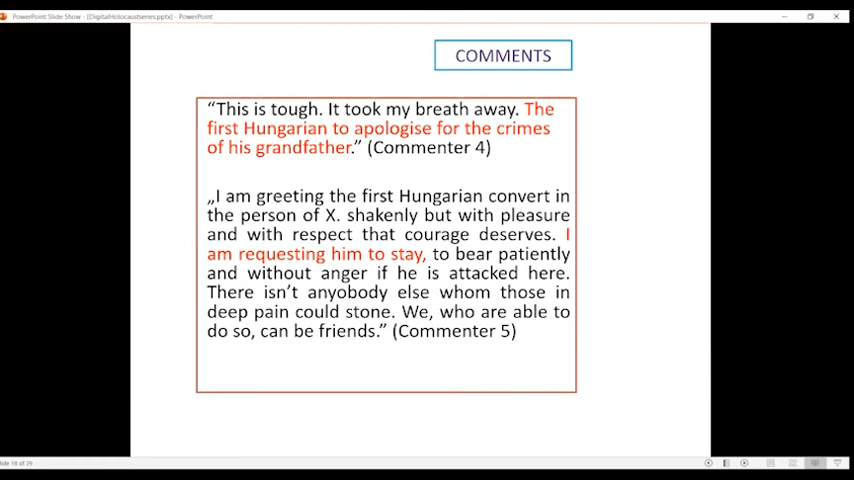 PowerPoint Slide Show - [DigitalHolocaustseries.pptx] - PowerPoint
COMMENTS
“This is tough. It took my breath away. The
first Hungarian to apologise for the crimes
of his grandfather.” (Commenter 4)
„I am greeting the first Hungarian convert in
the person of X. shakenly but with pleasure
and with respect that courage deserves. I
am requesting him to stay, to bear patiently
and without anger if he is attacked here.
There isn’t anyobody else whom those in
deep pain could stone. We, who are able to
do so, can be friends.” (Commenter 5)
Slide 18 of 29